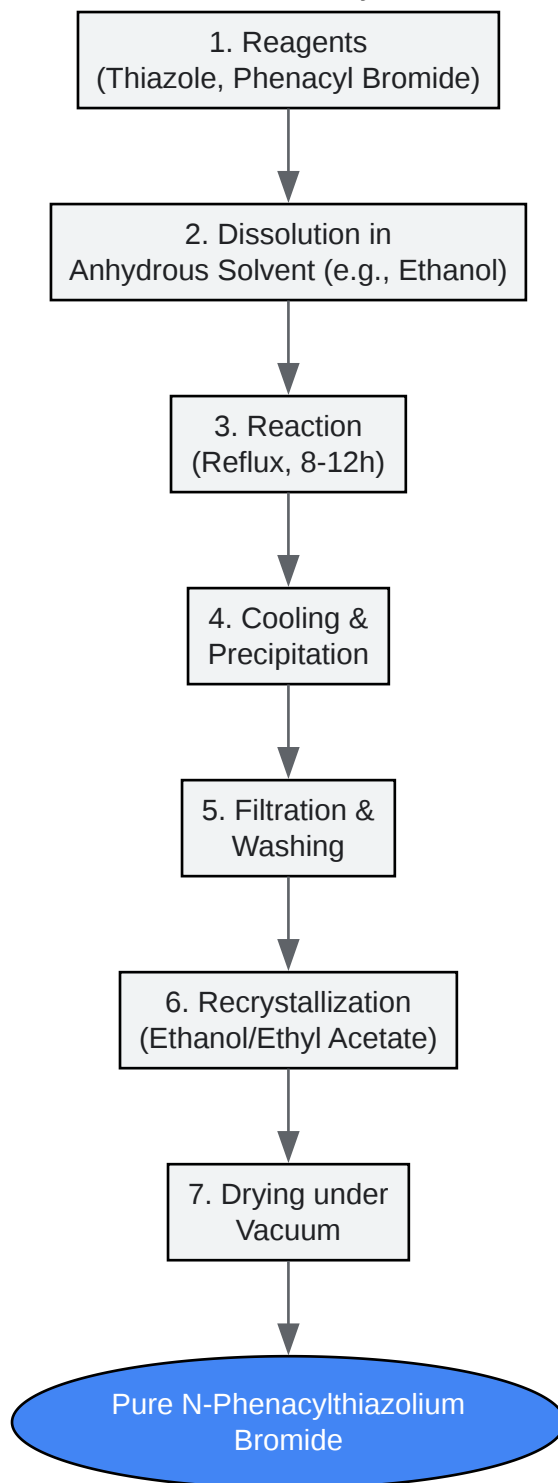 1. Reagents
(Thiazole, Phenacyl Bromide)
2. Dissolution in
Anhydrous Solvent (e.g., Ethanol)
3. Reaction
(Reflux, 8-12h)
4. Cooling &
Precipitation
5. Filtration &
Washing
6. Recrystallization
(Ethanol/Ethyl Acetate)
7. Drying under
Vacuum
Pure N-Phenacylthiazolium
Bromide